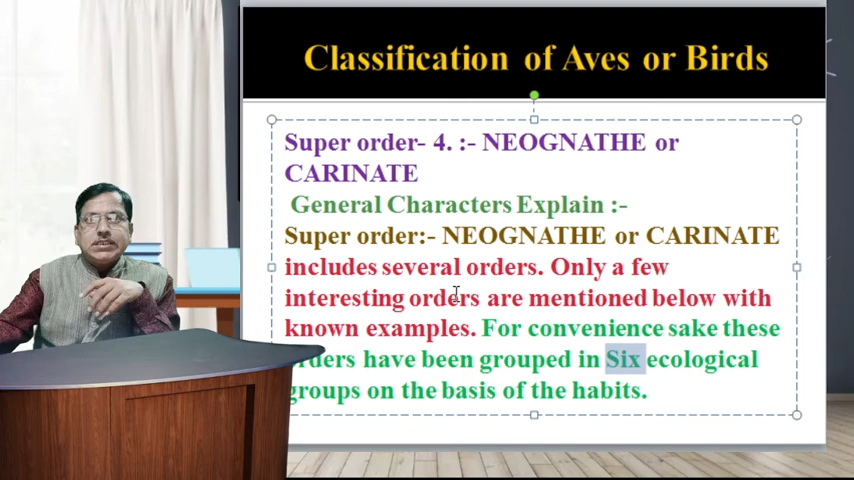 Classification of Aves or Birds
Super order- 4. :- NEOGNATHE or
CARINATE
General Characters Explain :-
Super order:- NEOGNATHE or CARINATE
includes several orders. Only a few
interesting orders are mentioned below with
known examples. For convenience sake these
orders have been grouped in Six ecological
groups on the basis of the habits.